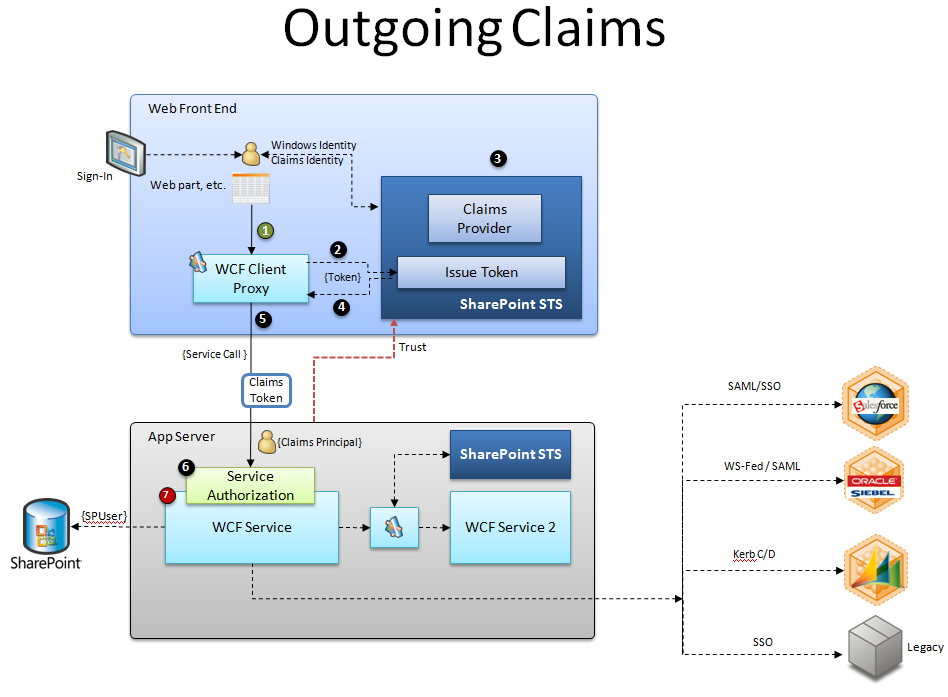 Outgoing Claims
Web Front End
Sign-In
Windows Identity
Claims Identity
Web part, etc.
3
Claims
Provider
1
2
WCF Client
Proxy
{Token}
Issue Token
SharePoint STS
4
5
{Service Call }
Trust
Claims
Token
App Server
{Claims Principal}
SharePoint STS
6
Service
Authorization
7
WCF Service
WCF Service 2
{SPUser}
SharePoint
SAML/SSO
salesforce
WS-Fed / SAML
ORACLE
SIEBEL
Kerb C/D
SSO
Legacy